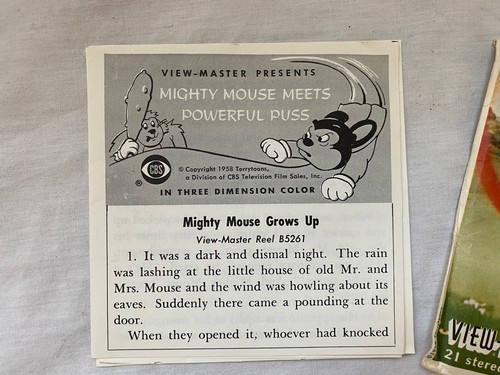 VIEW-MASTER PRESENTS
MIGHTY MOUSE MEETS
POWERFUL PUSS
CBS
® © Copyright 1958 Terrytoons,
a Division of CBS Television Film Sales, Inc.
IN THREE DIMENSION COLOR
Mighty Mouse Grows Up
View-Master Reel B5261
1. It was a dark and dismal night. The rain
was lashing at the little house of old Mr. and
Mrs. Mouse and the wind was howling about its
eaves. Suddenly there came a pounding at the
door.
When they opened it, whoever had knocked
VIEW-
21 stereo